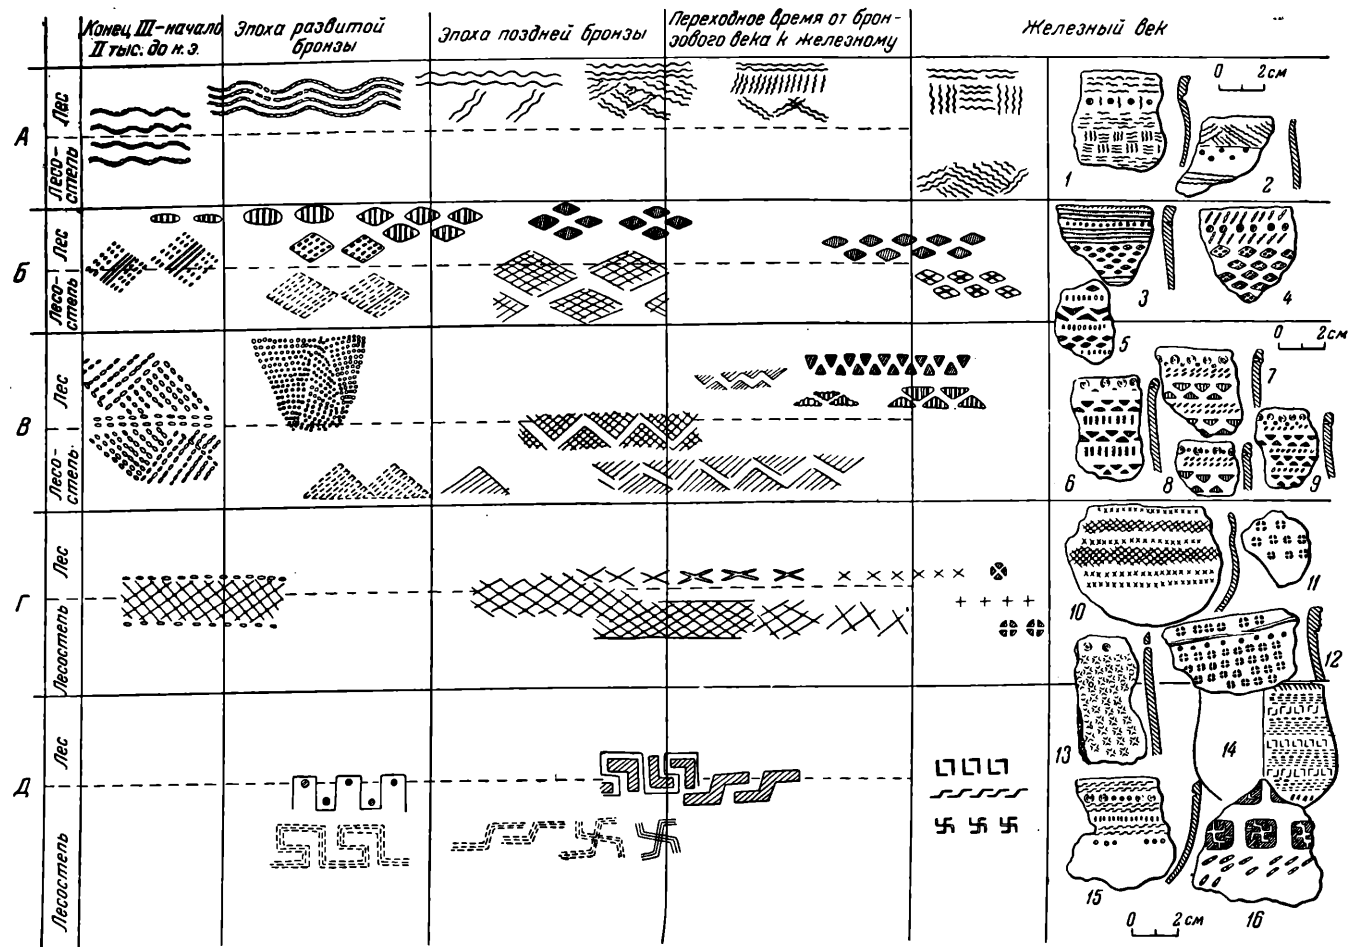 Конец III-начало
II тыс. до н.э.
Эпоха развитой
бронзы
Эпоха поздней бронзы
Переходное время от брон-
зового века к железному
Железный век
А
Лес
Лесо-
степь
0 2 см
1
2
Б
Лес
Лесо-
степь
3
4
5
0 2 см
В
Лес
Лесо-
степь
6
7
8
9
Г
Лес
Лесостепь
10
11
12
13
Д
Лес
Лесостепь
14
15
16
0 2 см